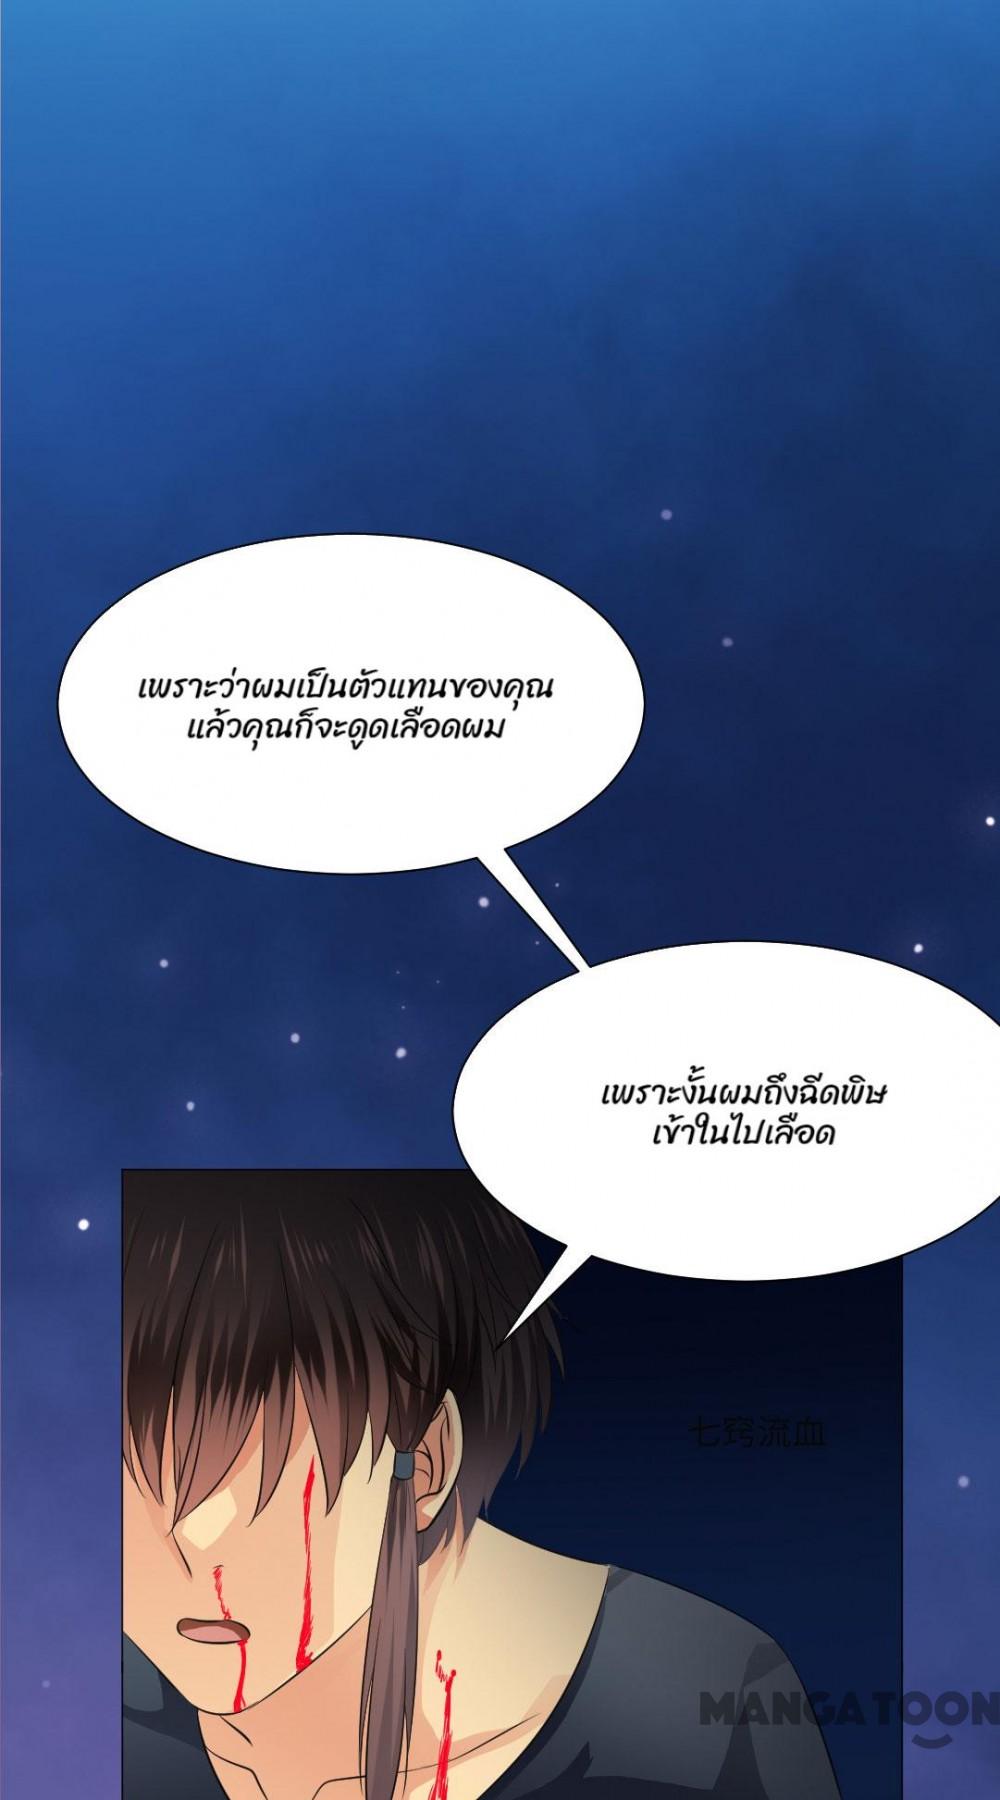 เพราะว่าผมเป็นตัวแทนของคุณ
แล้วคุณก็จะดูดเลือดผม
เพราะงั้นผมถึงฉีดพิษ
เข้าในไปเลือด
七窍流血
MANGATOON